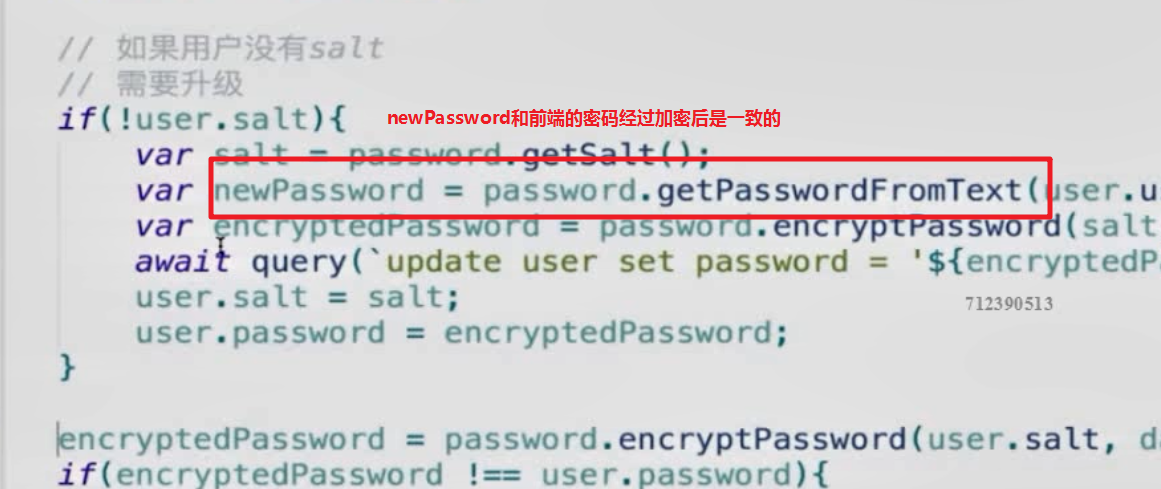 // 如果用户没有salt
// 需要升级
if(!user.salt){
newPassword和前端的密码经过加密后是一致的
var salt = password.getSalt();
var newPassword = password.getPasswordFromText(user.u
var encryptedPassword = password.encryptPassword(salt
await query(`update user set password = '${encryptedP
user.salt = salt;
712390513
user.password = encryptedPassword;
}
encryptedPassword = password.encryptPassword(user.salt, d
if(encryptedPassword !== user.password){